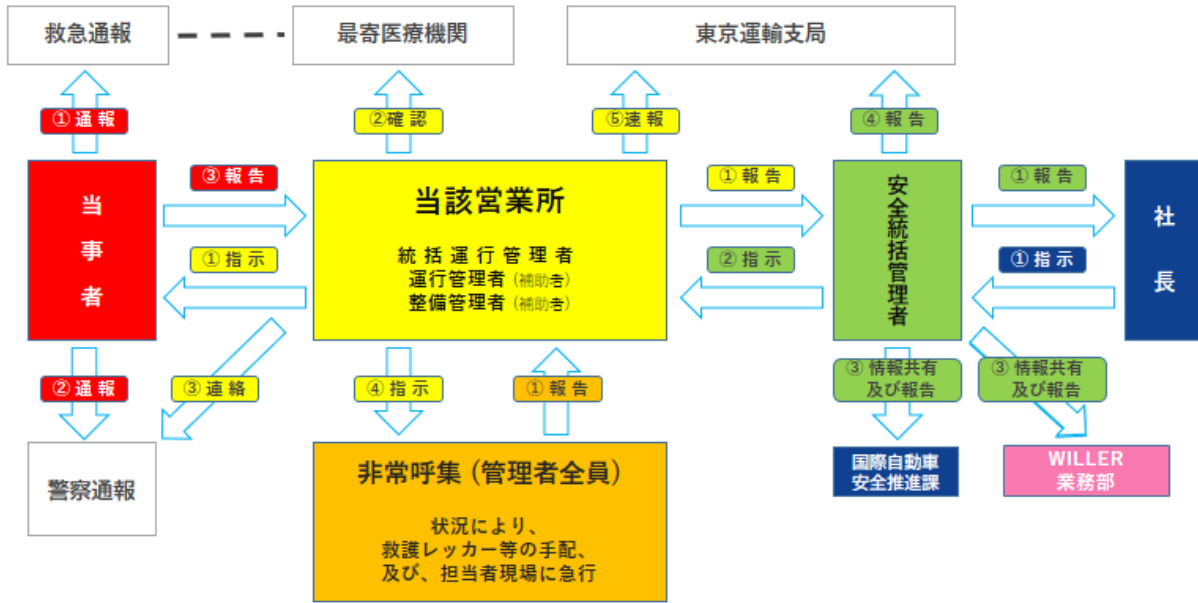 救急通報
最寄医療機関
東京運輸支局
①通報
②確認
⑤速報
④報告
当事者
③報告
①指示
当該営業所
統括運行管理者
運行管理者(補助者)
整備管理者(補助者)
①報告
②指示
安全統括管理者
①報告
①指示
社長
②通報
③連絡
④指示
①報告
③情報共有
及び報告
③情報共有
及び報告
警察通報
非常呼集(管理者全員)
状況により、
救護レッカー等の手配、
及び、担当者現場に急行
国際自動車
安全推進課
WILLER
業務部